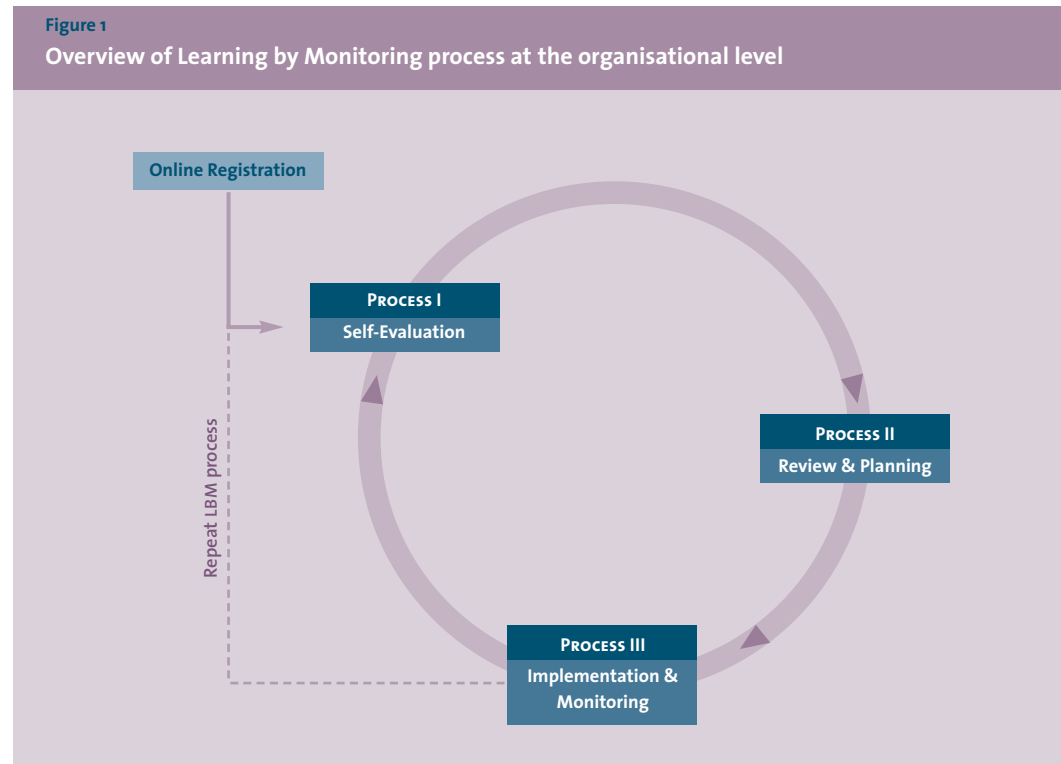 Figure 1
Overview of Learning by Monitoring process at the organisational level
Online Registration
Process I
Self-Evaluation
Process II
Review & Planning
Repeat LBM process
Process III
Implementation &
Monitoring